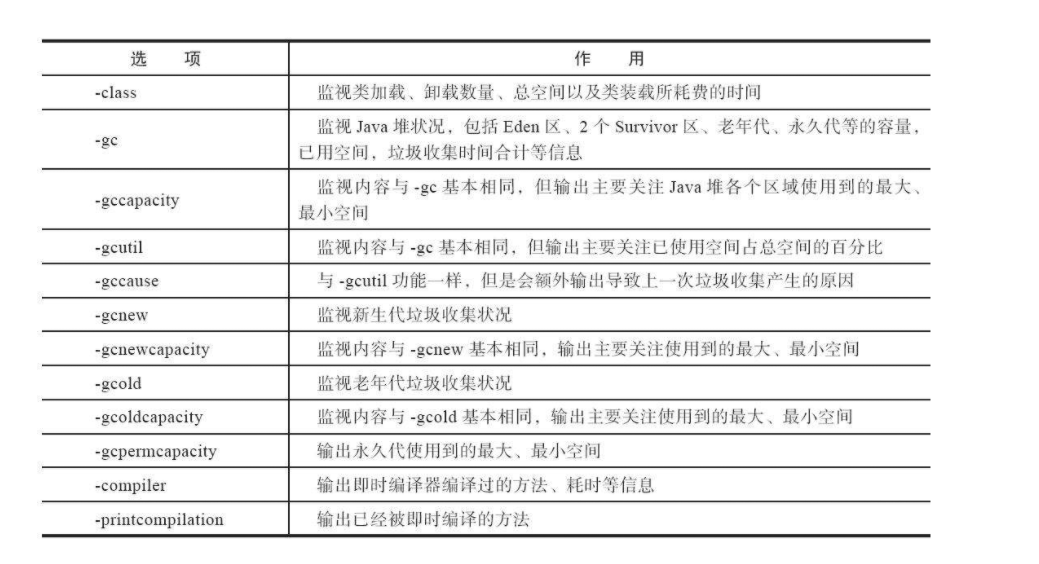 选 项 作 用
-class 监视类加载、卸载数量、总空间以及类装载所耗费的时间
-gc 监视 Java 堆状况，包括 Eden 区、2 个 Survivor 区、老年代、永久代等的容量，
已用空间，垃圾收集时间合计等信息
-gccapacity 监视内容与 -gc 基本相同，但输出主要关注 Java 堆各个区域使用到的最大、
最小空间
-gcutil 监视内容与 -gc 基本相同，但输出主要关注已使用空间占总空间的百分比
-gccause 与 -gcutil 功能一样，但是会额外输出导致上一次垃圾收集产生的原因
-gcnew 监视新生代垃圾收集状况
-gcnewcapacity 监视内容与 -gcnew 基本相同，输出主要关注使用到的最大、最小空间
-gcold 监视老年代垃圾收集状况
-gcoldcapacity 监视内容与 -gcold 基本相同，输出主要关注使用到的最大、最小空间
-gcpermcapacity 输出永久代使用到的最大、最小空间
-compiler 输出即时编译器编译过的方法、耗时等信息
-printcompilation 输出已经被即时编译的方法